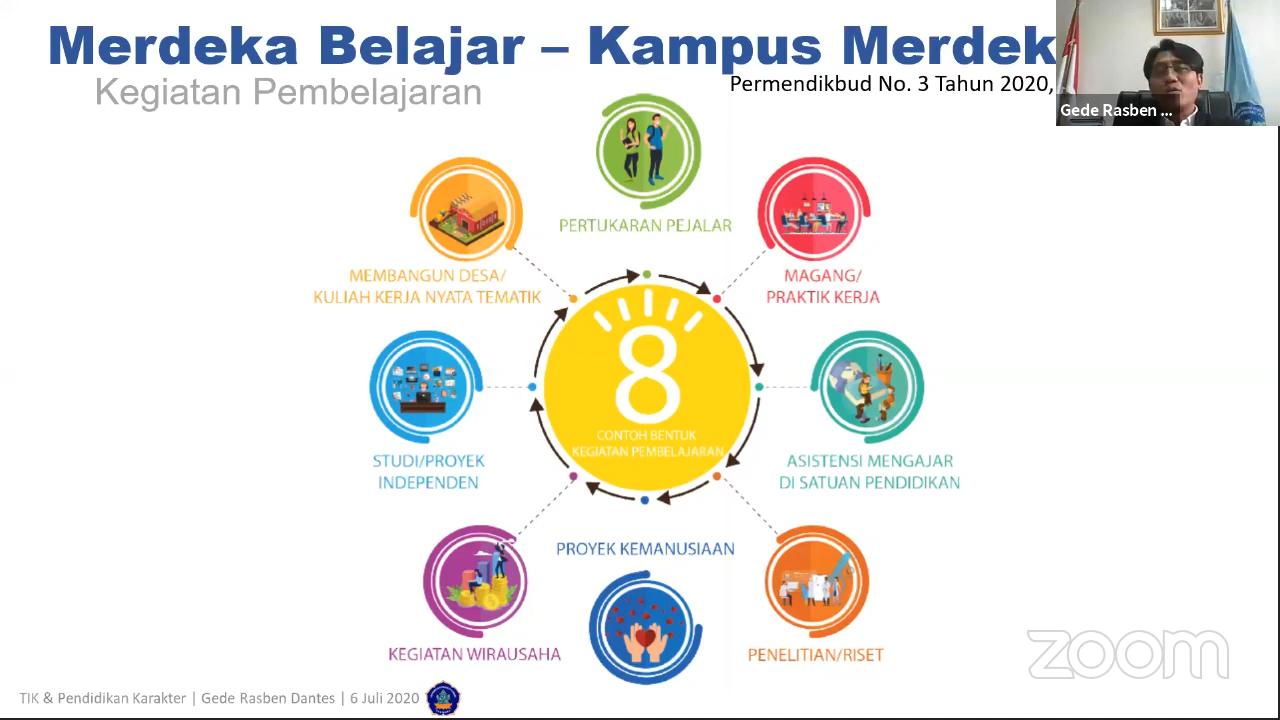 Merdeka Belajar – Kampus Merdek
Kegiatan Pembelajaran
Permendikbud No. 3 Tahun 2020,
Gede Rasben ...
PERTUKARAN PEJALAR
MAGANG/
PRAKTIK KERJA
MEMBANGUN DESA/
KULIAH KERJA NYATA TEMATIK
8
CONTOH BENTUK
KEGIATAN PEMBELAJARAN
STUDI/PROYEK
INDEPENDEN
ASISTENSI MENGAJAR
DI SATUAN PENDIDIKAN
PROYEK KEMANUSIAAN
KEGIATAN WIRAUSAHA
PENELITIAN/RISET
zoom
TIK & Pendidikan Karakter | Gede Rasben Dantes | 6 Juli 2020